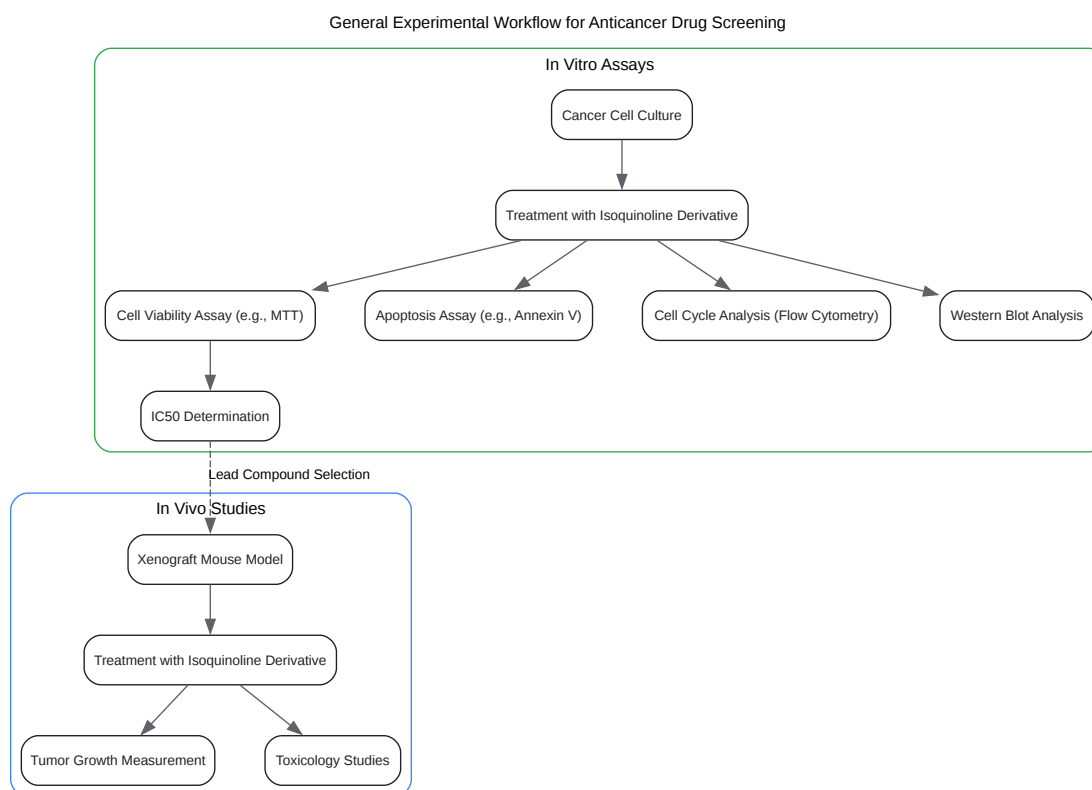 General Experimental Workflow for Anticancer Drug Screening
In Vitro Assays
Cancer Cell Culture
Treatment with Isoquinoline Derivative
Cell Viability Assay (e.g., MTT)
Apoptosis Assay (e.g., Annexin V)
Cell Cycle Analysis (Flow Cytometry)
Western Blot Analysis
IC50 Determination
Lead Compound Selection
In Vivo Studies
Xenograft Mouse Model
Treatment with Isoquinoline Derivative
Tumor Growth Measurement
Toxicology Studies